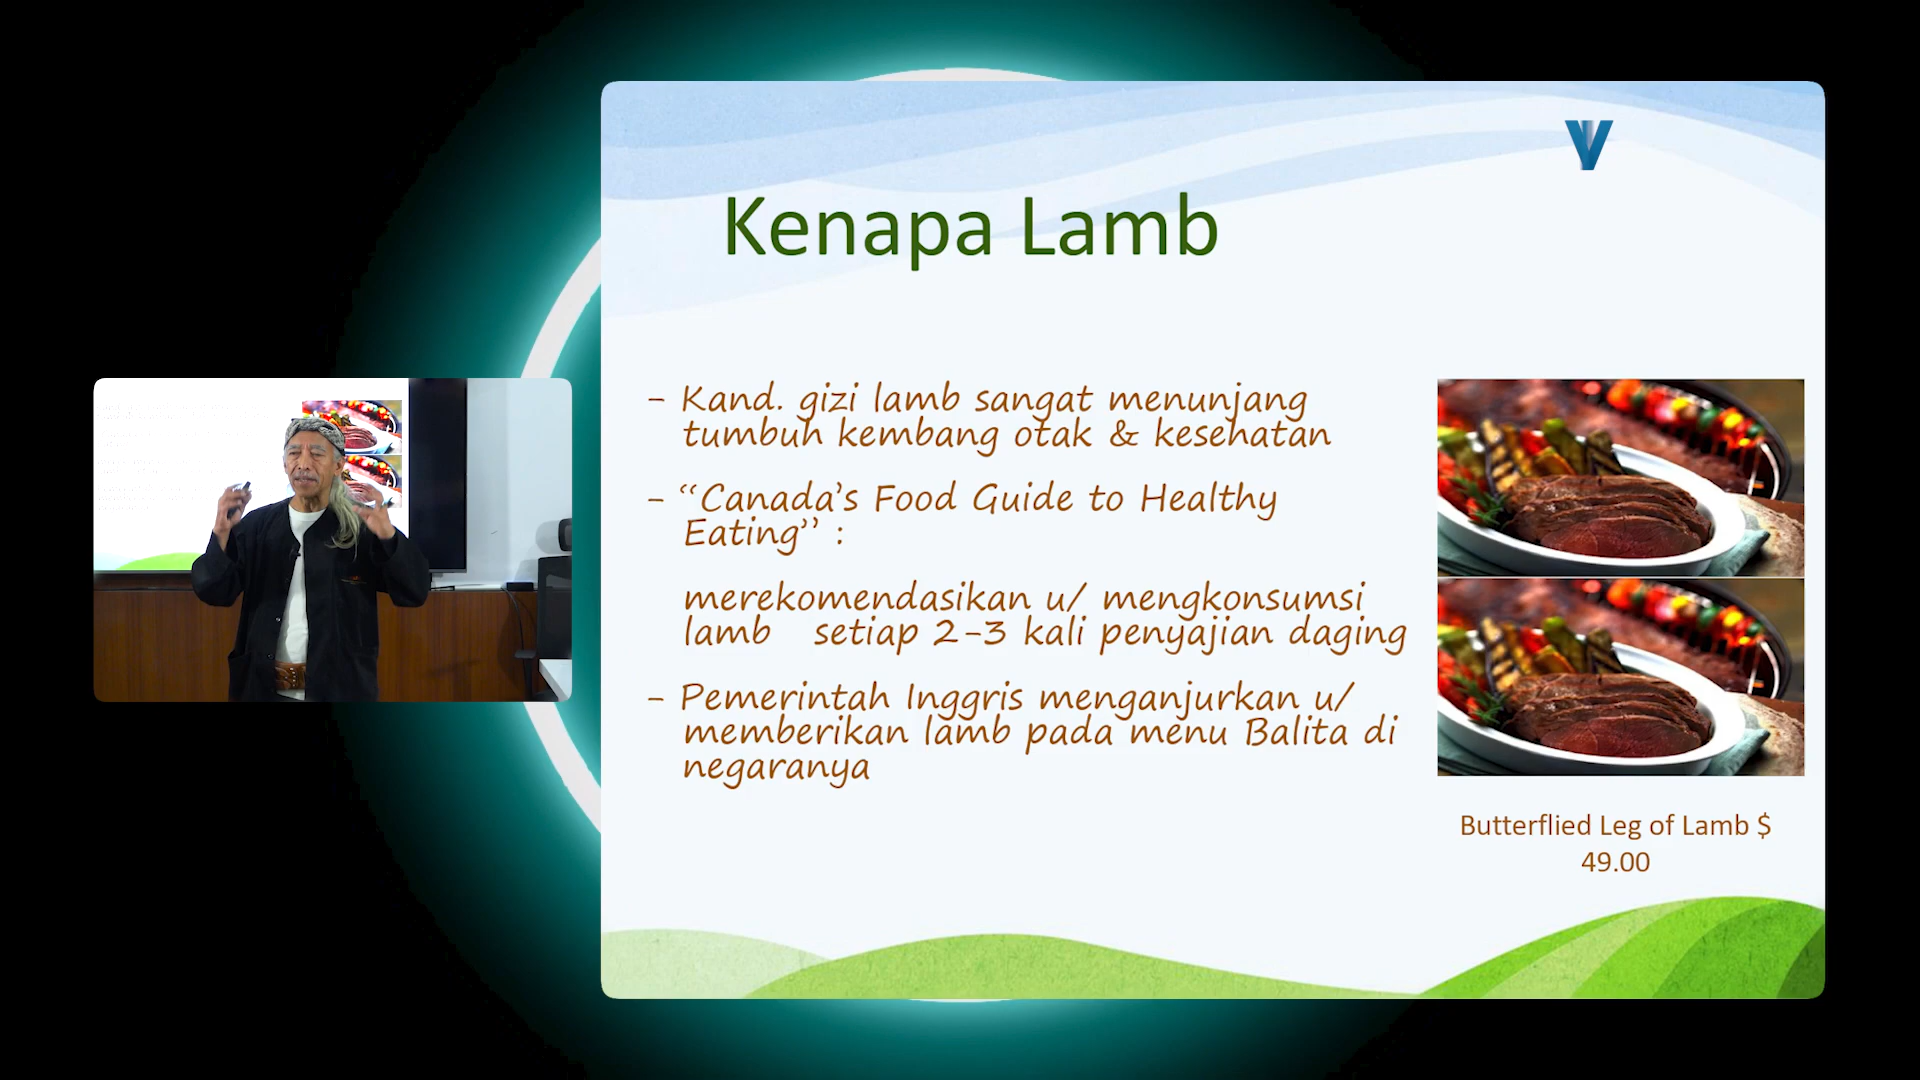 Kenapa Lamb
- Kand. gizi lamb sangat menunjang
tumbuh kembang otak & kesehatan
- “Canada’s Food Guide to Healthy
Eating” :
merekomendasikan u/ mengkonsumsi
lamb setiap 2-3 kali penyajian daging
- Pemerintah Inggris menganjurkan u/
memberikan lamb pada menu Balita di
negaranya
Butterflied Leg of Lamb $
49.00